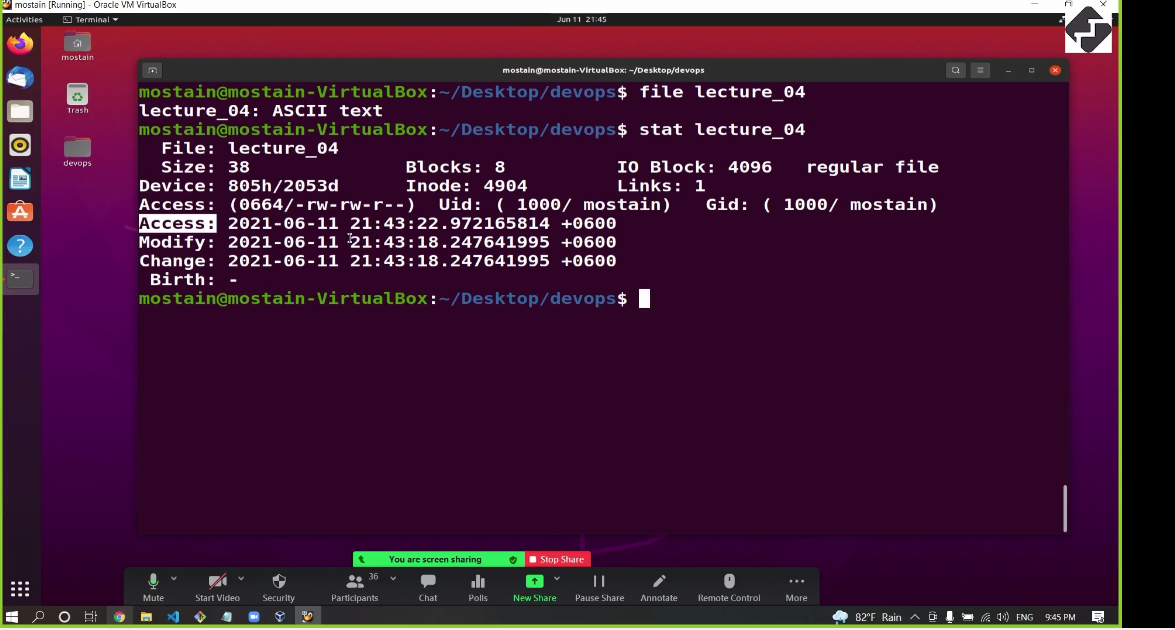 mostain [Running] - Oracle VM VirtualBox
Activities
Terminal
Jun 11 21:45
mostain
Trash
devops
mostain@mostain-VirtualBox: ~/Desktop/devops
mostain@mostain-VirtualBox:~/Desktop/devops$ file lecture_04
lecture_04: ASCII text
mostain@mostain-VirtualBox:~/Desktop/devops$ stat lecture_04
File: lecture_04
Size: 38 Blocks: 8 IO Block: 4096 regular file
Device: 805h/2053d Inode: 4904 Links: 1
Access: (0664/-rw-rw-r--) Uid: ( 1000/ mostain) Gid: ( 1000/ mostain)
Access: 2021-06-11 21:43:22.972165814 +0600
Modify: 2021-06-11 21:43:18.247641995 +0600
Change: 2021-06-11 21:43:18.247641995 +0600
Birth: -
mostain@mostain-VirtualBox:~/Desktop/devops$
You are screen sharing
Stop Share
36
Mute
Start Video
Security
Participants
Chat
Polls
New Share
Pause Share
Annotate
Remote Control
More
82°F Rain
ENG
9:45 PM